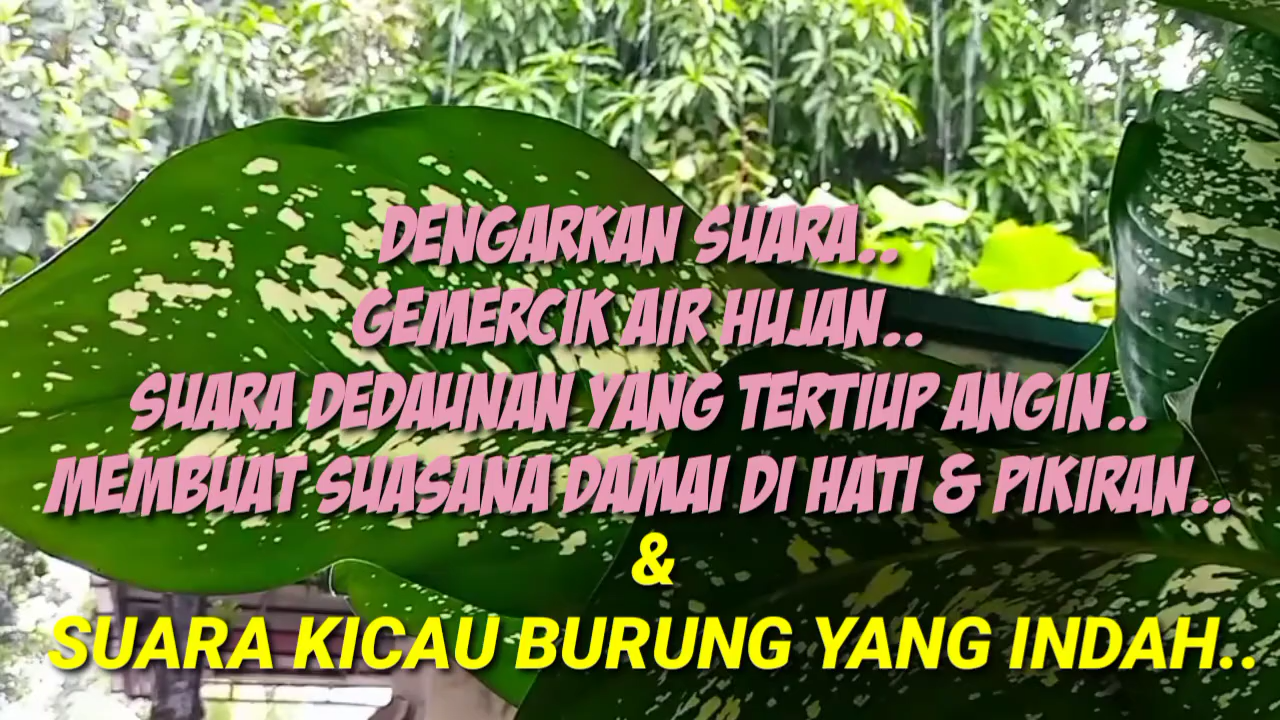 DENGARKAN SUARA..
GEMERCIK AIR HUJAN..
SUARA DEDAUNAN YANG TERTIUP ANGIN..
MEMBUAT SUASANA DAMAI DI HATI & PIKIRAN..
&
SUARA KICAU BURUNG YANG INDAH..